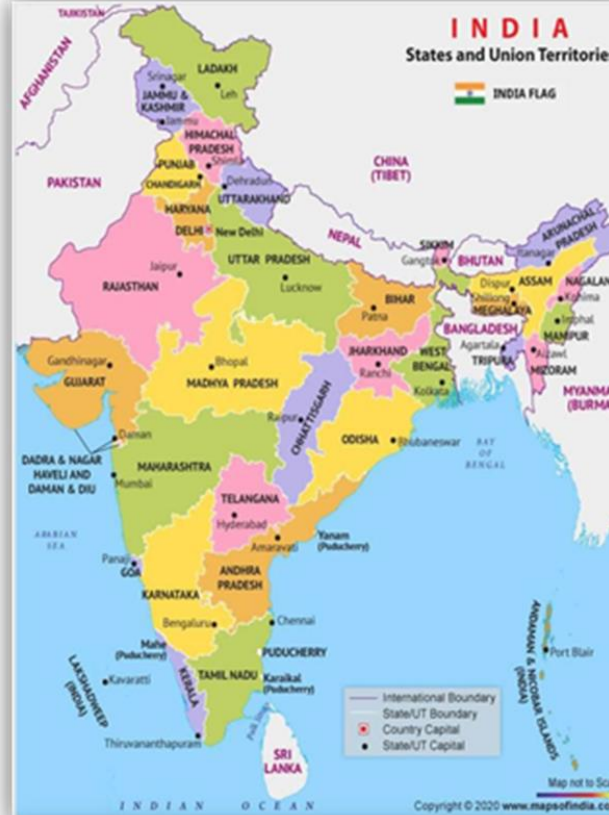 TAJIKISTAN
AFGHANISTAN
INDIA
States and Union Territorie
INDIA FLAG
LADAKH
Srinagar
Leh
JAMMU &
KASHMIR
Jammu
HIMACHAL
PRADESH
Shimla
PUNJAB
CHANDIGARH
Dehradun
UTTARAKHAND
PAKISTAN
CHINA
(TIBET)
HARYANA
DELHI
New Delhi
NEPAL
UTTAR PRADESH
Lucknow
Jaipur
RAJASTHAN
SIKKIM
Gangtok
BHUTAN
ARUNACHAL
PRADESH
Itanagar
Dispur
ASSAM
NAGALAN
Shillong
MEGHALAYA
Kohima
Imphal
MANIPUR
BIHAR
Patna
BANGLADESH
Agartala
TRIPURA
Aizawl
MIZORAM
MYANMA
(BURMA
Gandhinagar
GUJARAT
Bhopal
MADHYA PRADESH
JHARKHAND
Ranchi
WEST
BENGAL
Kolkata
Raipur
CHHATTISGARH
ODISHA
Bhubaneswar
BAY
OF
BENGAL
Daman
DADRA & NAGAR
HAVELI AND
DAMAN & DIU
MAHARASHTRA
Mumbai
TELANGANA
Hyderabad
ARABIAN
SEA
Amaravati
Yanam
(Puducherry)
Panaji
GOA
ANDHRA
PRADESH
KARNATAKA
Bengaluru
Chennai
Mahe
(Puducherry)
PUDUCHERRY
TAMIL NADU
Karaikal
(Puducherry)
KERALA
LAKSHADWEEP
(INDIA)
Kavaratti
Thiruvananthapuram
SRI
LANKA
ANDAMAN & NICOBAR ISLANDS
(INDIA)
Port Blair
International Boundary
State/UT Boundary
Country Capital
State/UT Capital
Map not to Sca
INDIAN OCEAN
Copyright © 2020 www.mapsofindia.co